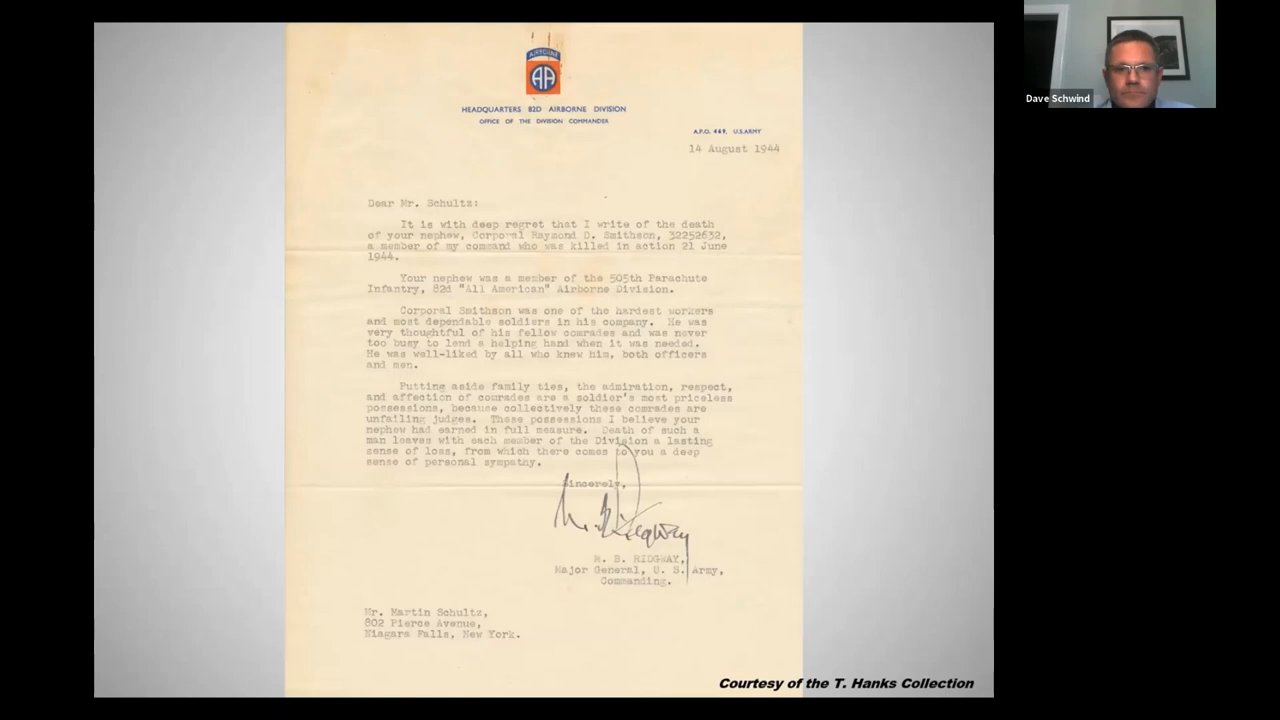 AIRBORNE
AA
HEADQUARTERS 82D AIRBORNE DIVISION
OFFICE OF THE DIVISION COMMANDER
A.P.O. 469, U.S.ARMY
14 August 1944
Dear Mr. Schultz:
It is with deep regret that I write of the death
of your nephew, Corporal Raymond D. Smithson, 32252632,
a member of my command who was killed in action 21 June
1944.
Your nephew was a member of the 505th Parachute
Infantry, 82d "All American" Airborne Division.
Corporal Smithson was one of the hardest workers
and most dependable soldiers in his company. He was
very thoughtful of his fellow comrades and was never
too busy to lend a helping hand when it was needed.
He was well-liked by all who knew him, both officers
and men.
Putting aside family ties, the admiration, respect,
and affection of comrades are a soldier's most priceless
possessions, because collectively these comrades are
unfailing judges. These possessions I believe your
nephew had earned in full measure. Death of such a
man leaves with each member of the Division a lasting
sense of loss, from which there comes to you a deep
sense of personal sympathy.
Sincerely,
M. B. Ridgway
M. B. RIDGWAY,
Major General, U. S. Army,
Commanding.
Mr. Martin Schultz,
802 Pierce Avenue,
Niagara Falls, New York.
Courtesy of the T. Hanks Collection
Dave Schwind